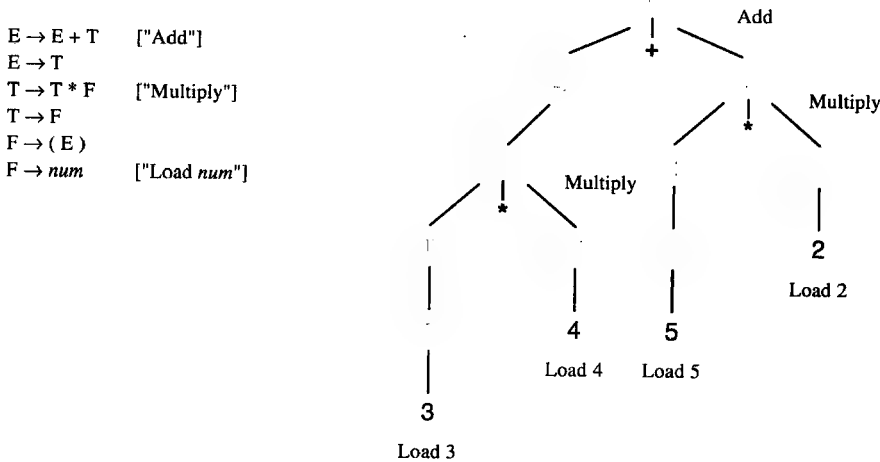 E → E + T ["Add"]
E → T
T → T * F ["Multiply"]
T → F
F → ( E )
F → num ["Load num"]
Add
+
Multiply
*
Multiply
*
2
Load 2
4
5
Load 4
Load 5
3
Load 3